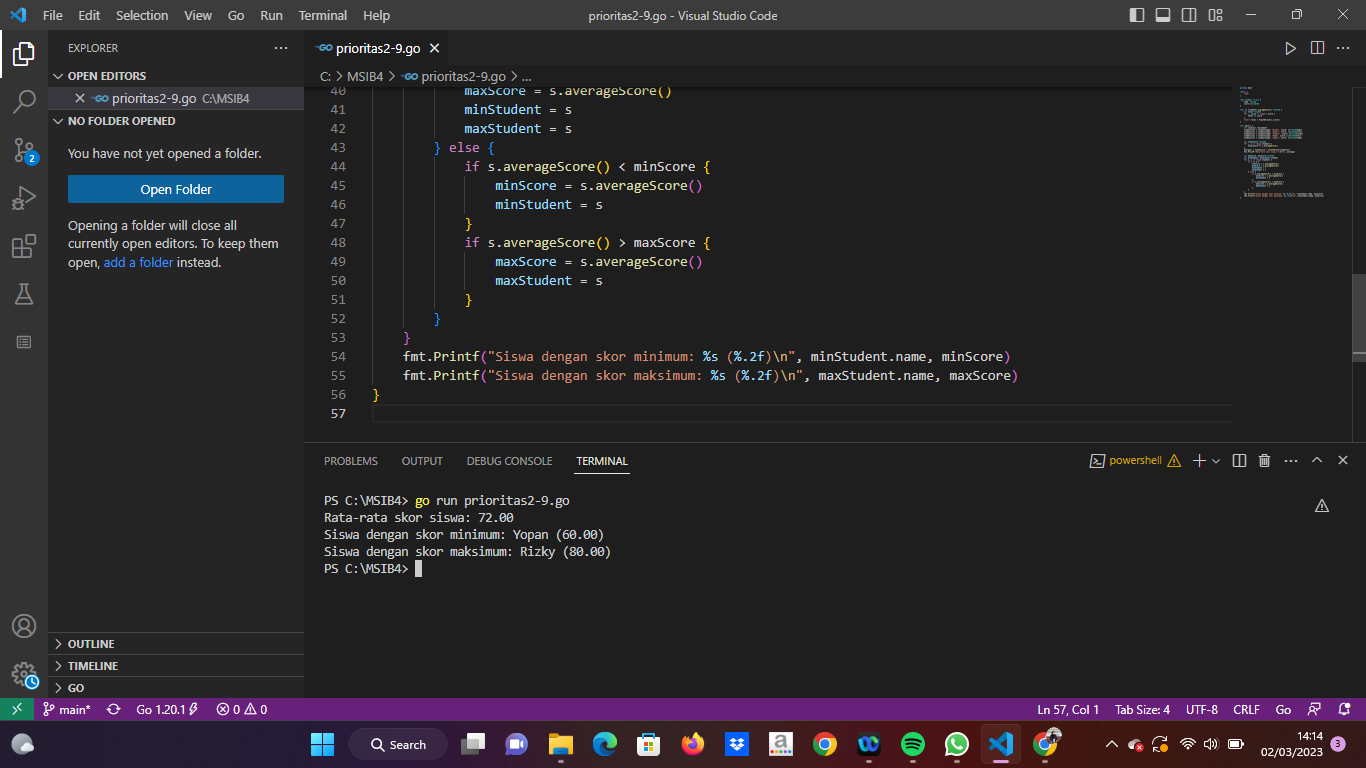 File Edit Selection View Go Run Terminal Help
prioritas2-9.go - Visual Studio Code
EXPLORER
OPEN EDITORS
prioritas2-9.go C:\MSIB4
NO FOLDER OPENED
You have not yet opened a folder.
Open Folder
Opening a folder will close all
currently open editors. To keep them
open, add a folder instead.
OUTLINE
TIMELINE
GO
2
GO prioritas2-9.go
C: > MSIB4 > GO prioritas2-9.go > ...
40 maxScore = s.averageScore()
41 minStudent = s
42 maxStudent = s
43 } else {
44 if s.averageScore() < minScore {
45 minScore = s.averageScore()
46 minStudent = s
47 }
48 if s.averageScore() > maxScore {
49 maxScore = s.averageScore()
50 maxStudent = s
51 }
52 }
53 }
54 fmt.Printf("Siswa dengan skor minimum: %s (%.2f)\n", minStudent.name, minScore)
55 fmt.Printf("Siswa dengan skor maksimum: %s (%.2f)\n", maxStudent.name, maxScore)
56 }
57
PROBLEMS OUTPUT DEBUG CONSOLE TERMINAL
powershell
PS C:\MSIB4> go run prioritas2-9.go
Rata-rata skor siswa: 72.00
Siswa dengan skor minimum: Yopan (60.00)
Siswa dengan skor maksimum: Rizky (80.00)
PS C:\MSIB4>
main* Go 1.20.1 0 0 Ln 57, Col 1 Tab Size: 4 UTF-8 CRLF Go
Search
14:14
02/03/2023
3